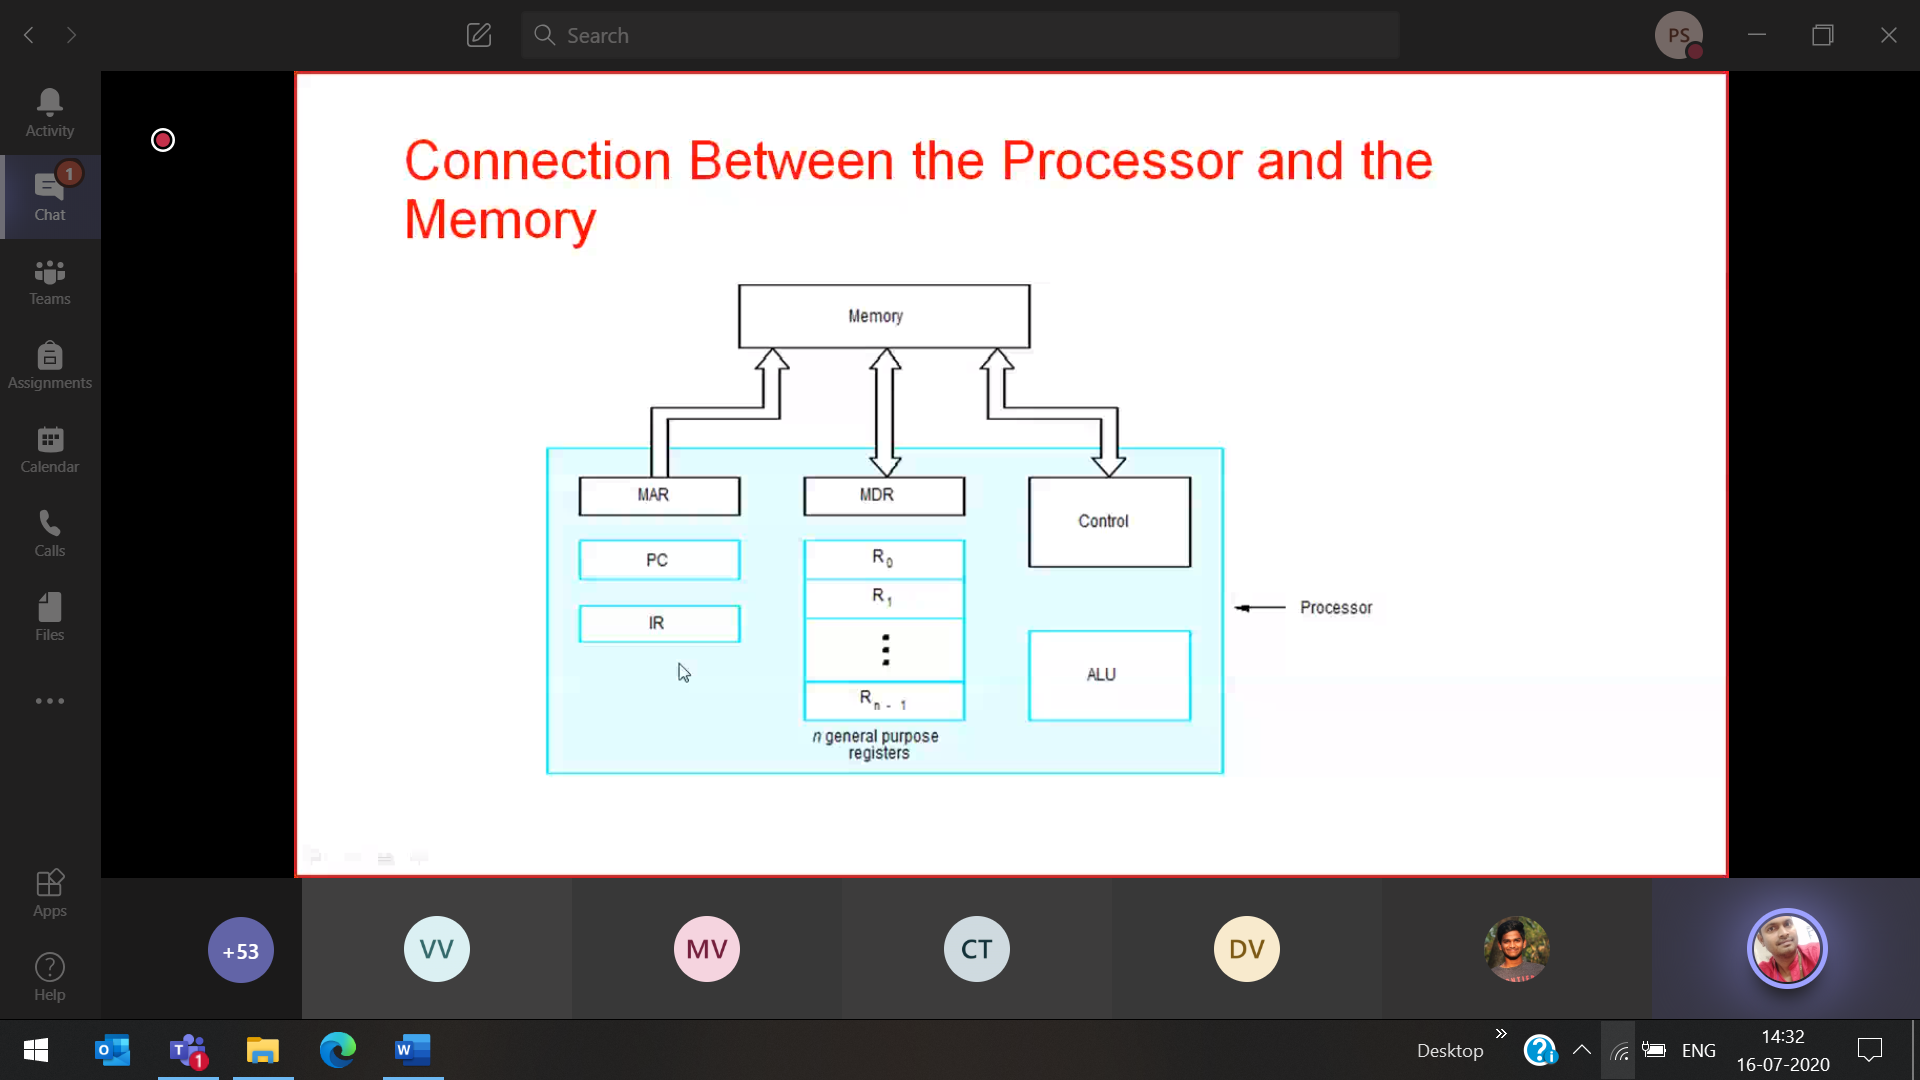 Search
PS
Activity
1
Chat
Teams
Assignments
Calendar
Calls
Files
Apps
Help
Connection Between the Processor and the
Memory
Memory
MAR
MDR
Control
PC
IR
R0
R1
Rn - 1
n general purpose
registers
ALU
Processor
+53
VV
MV
CT
DV
1
Desktop
ENG
14:32
16-07-2020